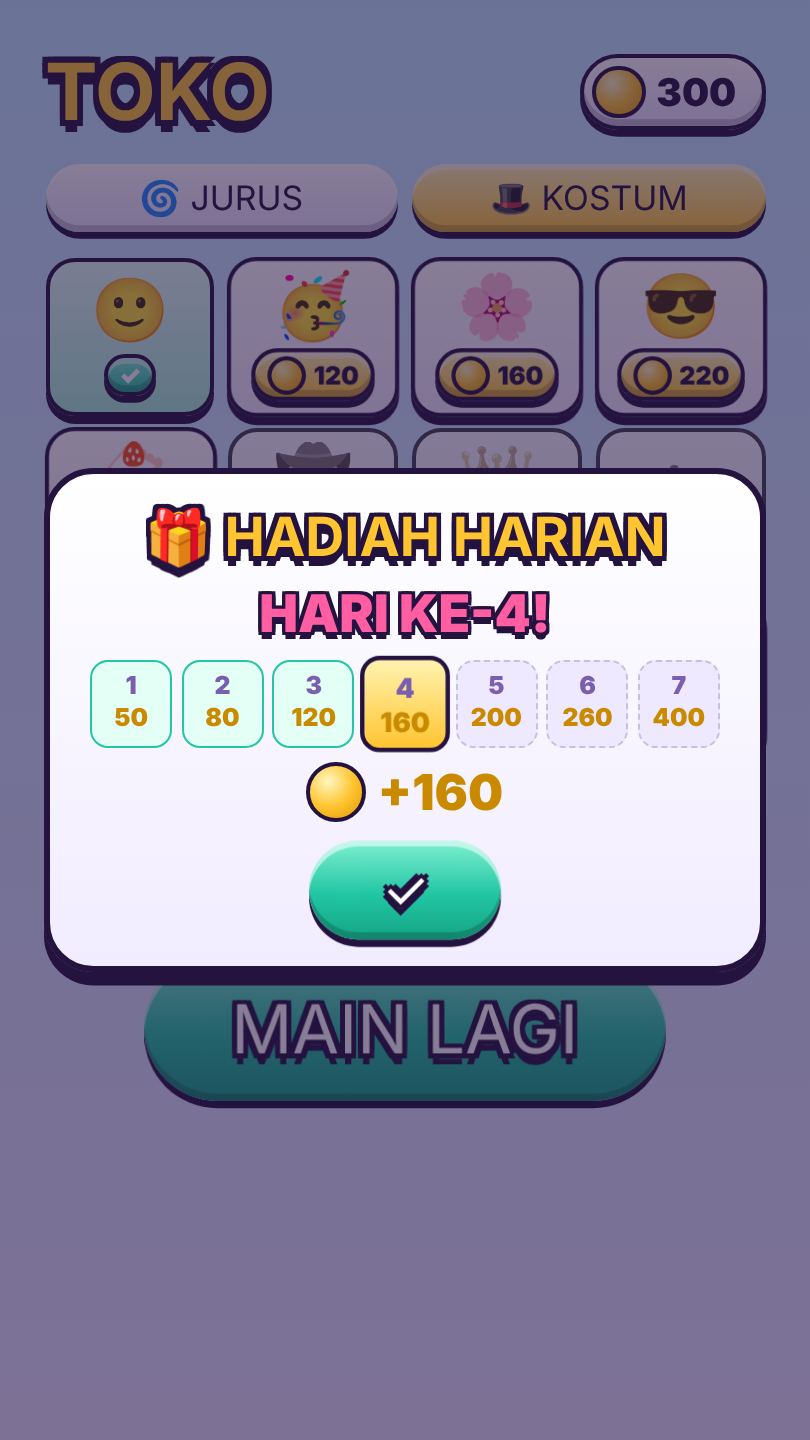 TOKO
300
🌀 JURUS
🎩 KOSTUM
120
160
220
🎁 HADIAH HARIAN
HARI KE-4!
1 2 3 4 5 6 7
50 80 120 160 200 260 400
+160
MAIN LAGI